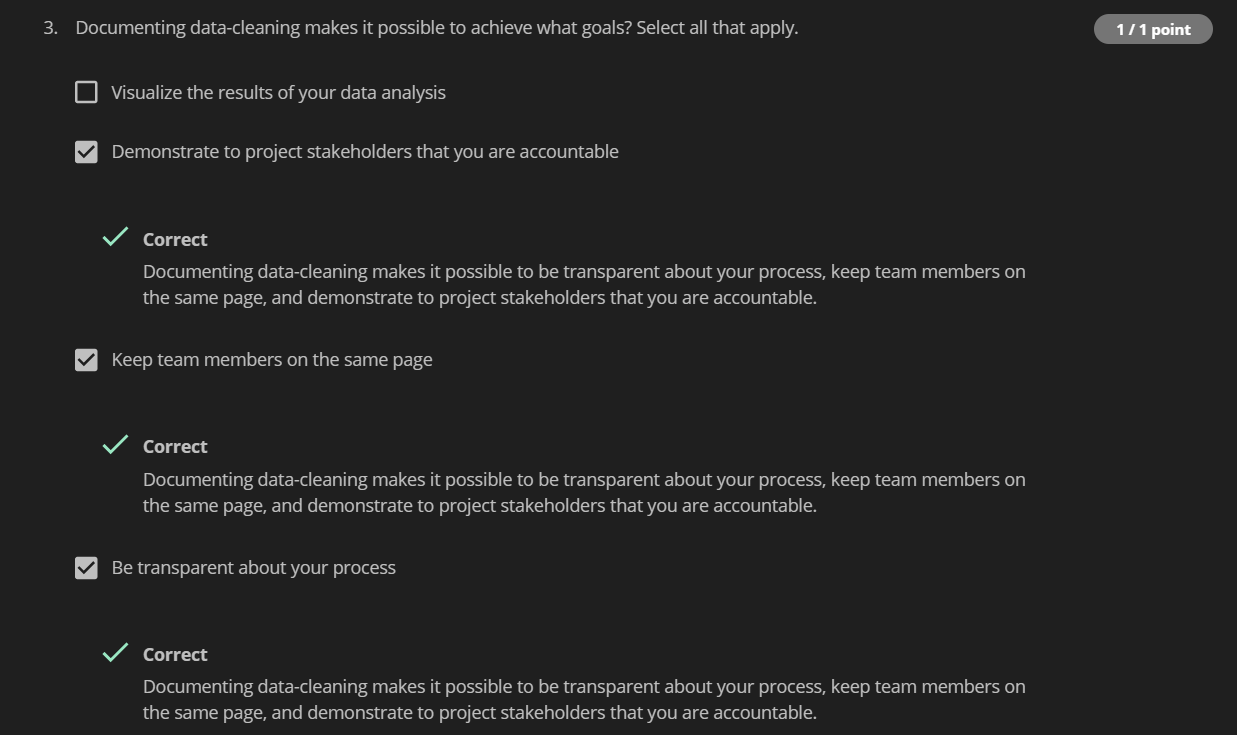 3. Documenting data-cleaning makes it possible to achieve what goals? Select all that apply.
1 / 1 point
Visualize the results of your data analysis
Demonstrate to project stakeholders that you are accountable
Correct
Documenting data-cleaning makes it possible to be transparent about your process, keep team members on
the same page, and demonstrate to project stakeholders that you are accountable.
Keep team members on the same page
Correct
Documenting data-cleaning makes it possible to be transparent about your process, keep team members on
the same page, and demonstrate to project stakeholders that you are accountable.
Be transparent about your process
Correct
Documenting data-cleaning makes it possible to be transparent about your process, keep team members on
the same page, and demonstrate to project stakeholders that you are accountable.